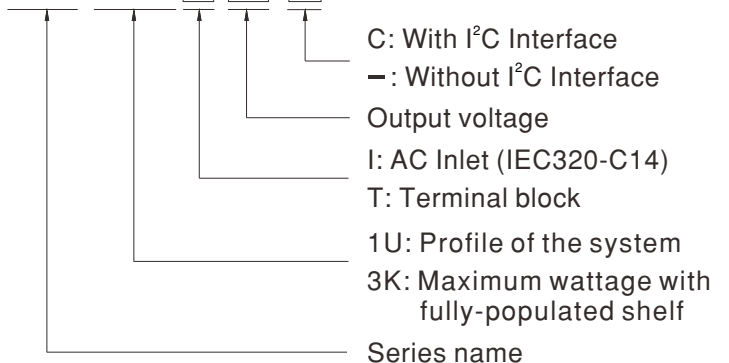 C: With I²C Interface
–: Without I²C Interface
Output voltage
I: AC Inlet (IEC320-C14)
T: Terminal block
1U: Profile of the system
3K: Maximum wattage with
fully-populated shelf
Series name